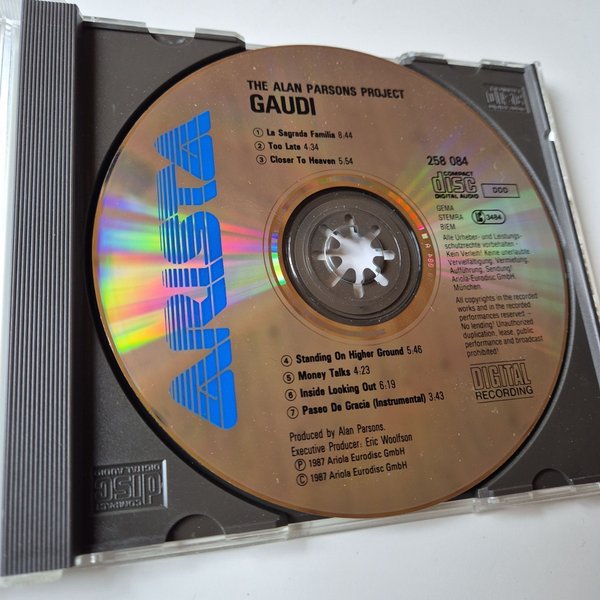 THE ALAN PARSONS PROJECT
GAUDI
1 La Sagrada Familia 8.44
2 Too Late 4:34
3 Closer To Heaven 5:54
ARISTA
258 084
COMPACT
disc
DIGITAL AUDIO
DDD
GEMA
STEMRA
BIEM
LC 3484
Alle Urheber- und Leistungs-
schutzrechte vorbehalten -
Kein Verleih! Keine unerlaubte
Vervielfältigung, Vermietung,
Aufführung, Sendung!
Ariola-Eurodisc GmbH,
München.
All copyrights in the recorded
works and in the recorded
performances reserved -
No lending! Unauthorized
duplication, lease, public
performance and broadcast
prohibited!
4 Standing On Higher Ground 5:46
5 Money Talks 4:23
6 Inside Looking Out 6:19
7 Paseo De Gracia (Instrumental) 3:43
DIGITAL
RECORDING
Produced by Alan Parsons.
Executive Producer: Eric Woolfson
℗ 1987 Ariola Eurodisc GmbH
© 1987 Ariola Eurodisc GmbH
COMPACT
disc
DIGITAL AUDIO